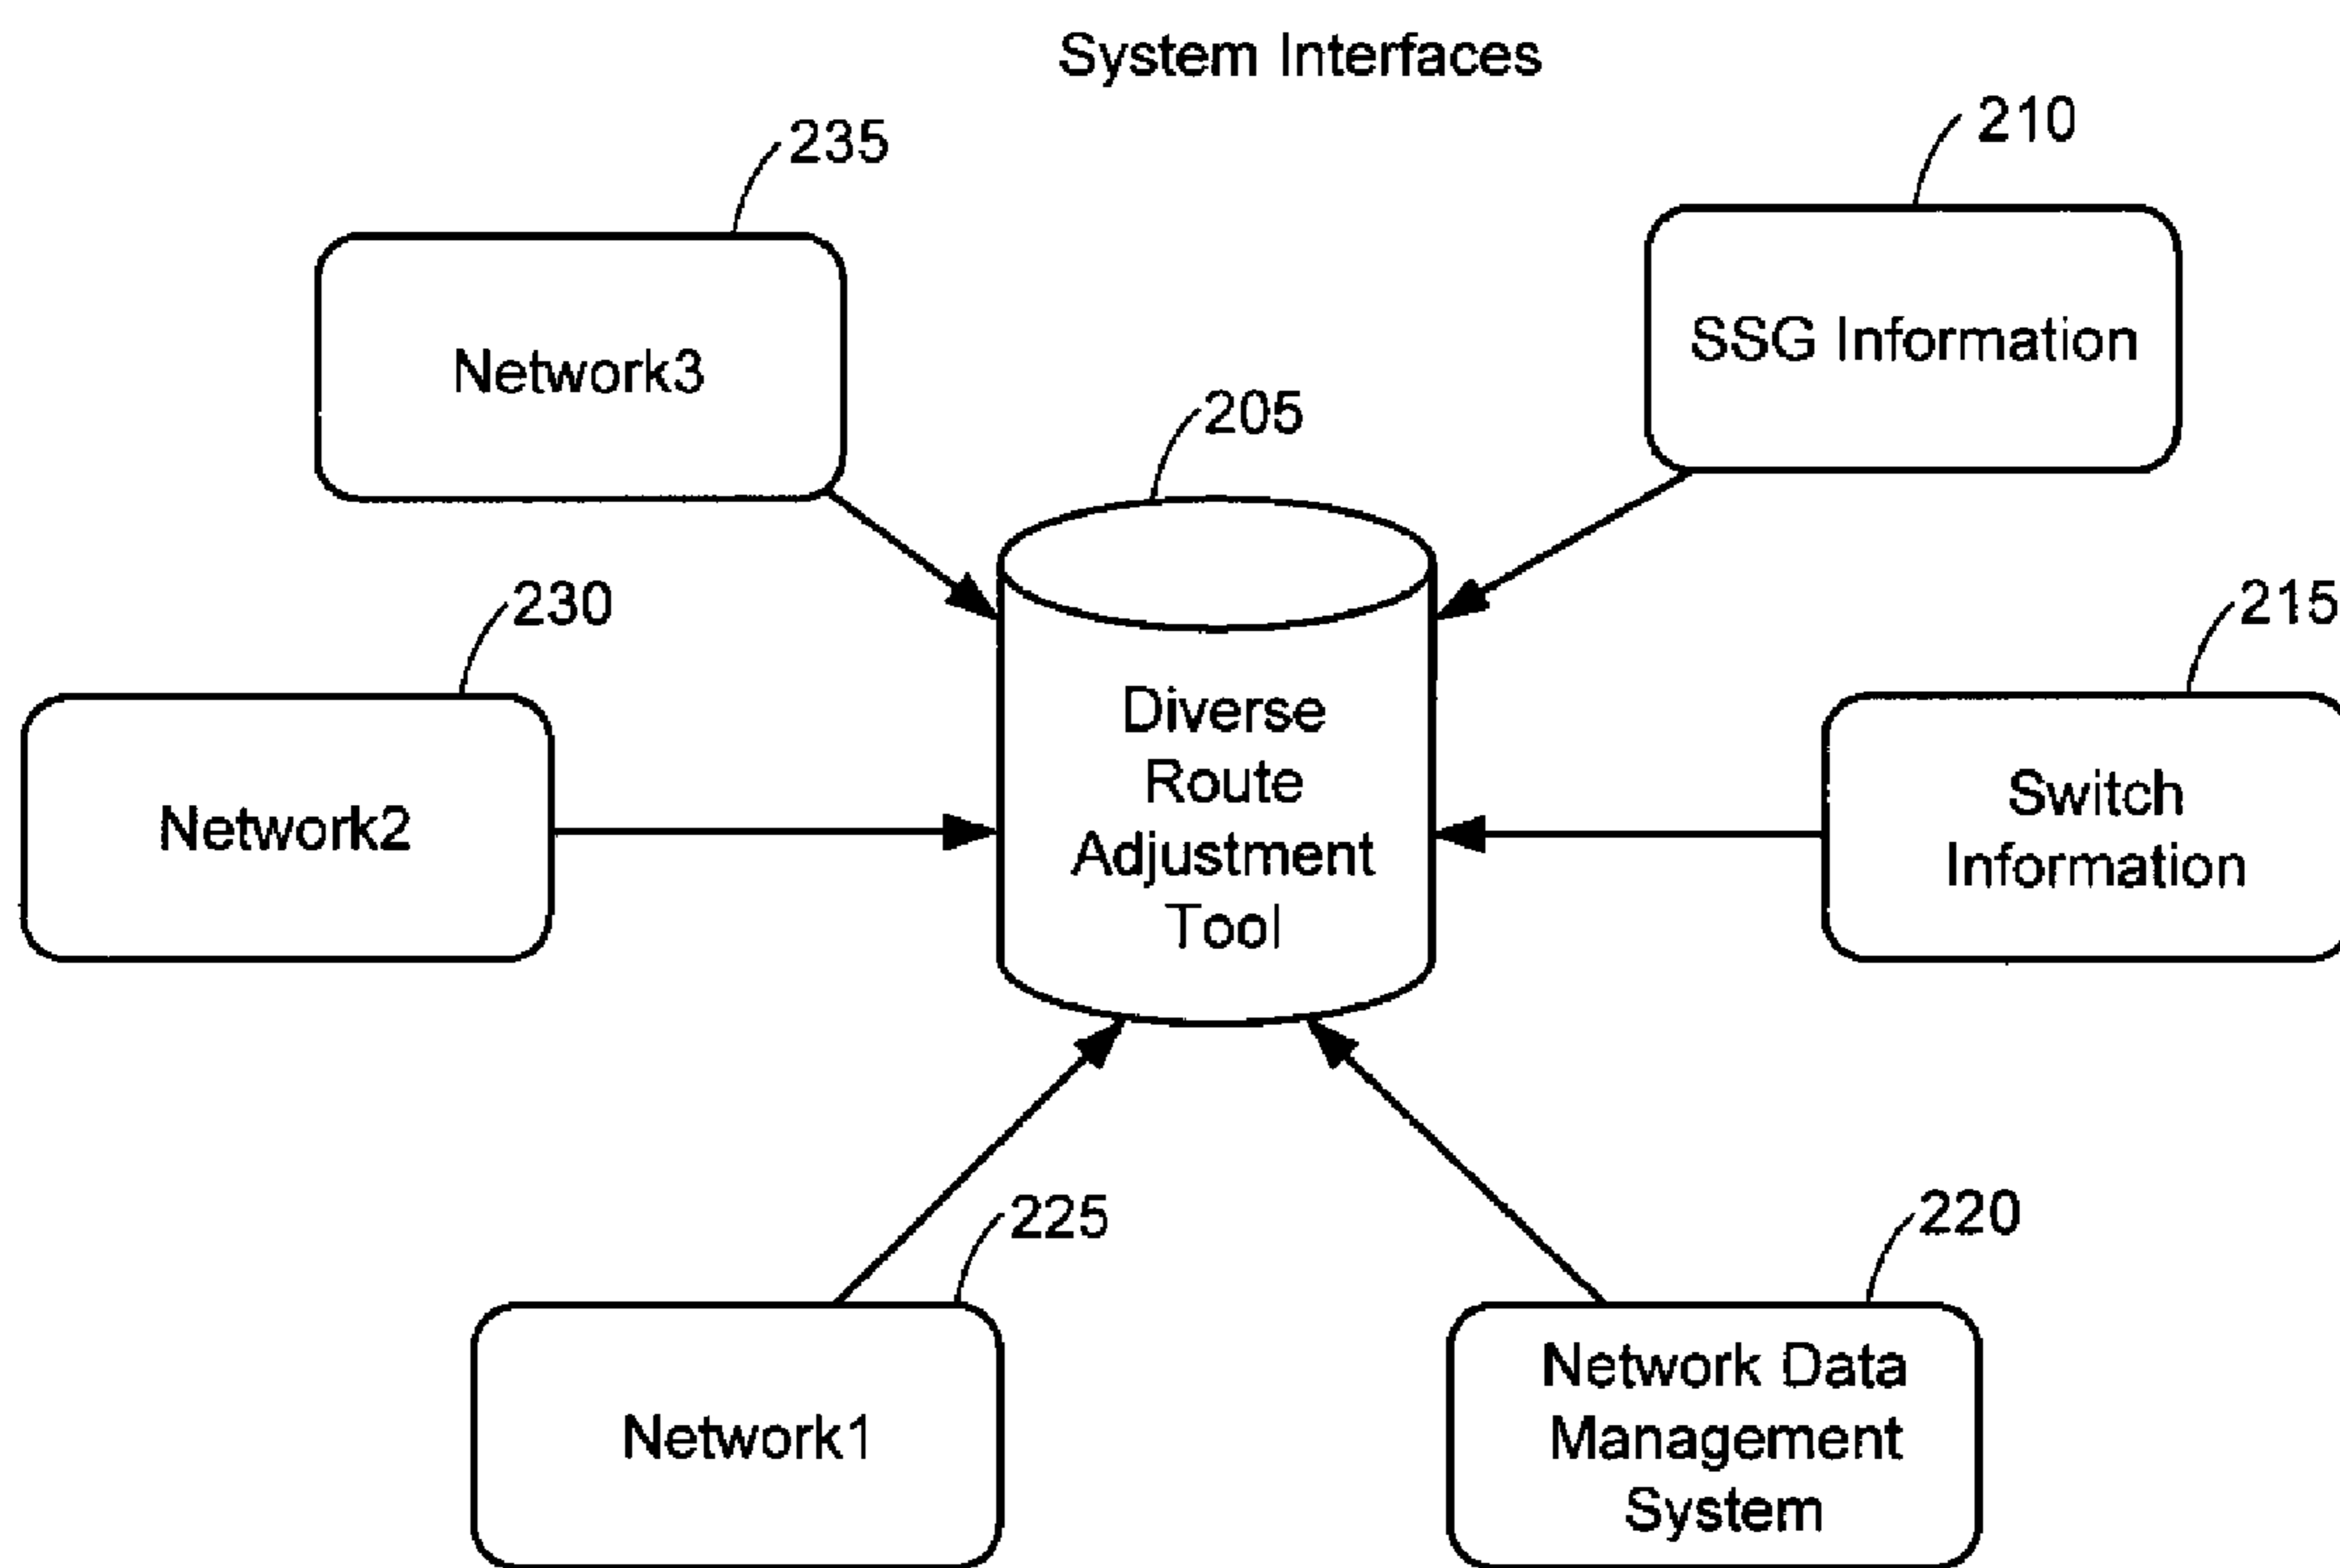 System Interfaces
235
210
Network3
SSG Information
205
230
215
Diverse
Route
Adjustment
Tool
Network2
Switch
Information
225
220
Network1
Network Data
Management
System